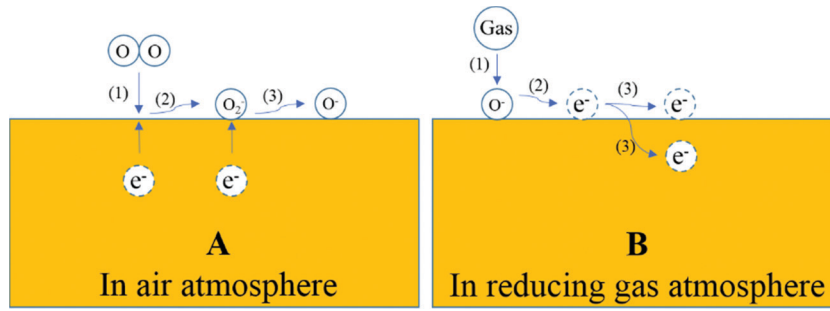 O O
(1)
(2)
O₂⁻
(3)
O⁻
e⁻
e⁻
A
In air atmosphere
Gas
(1)
O⁻
(2)
e⁻
(3)
e⁻
(3)
e⁻
B
In reducing gas atmosphere